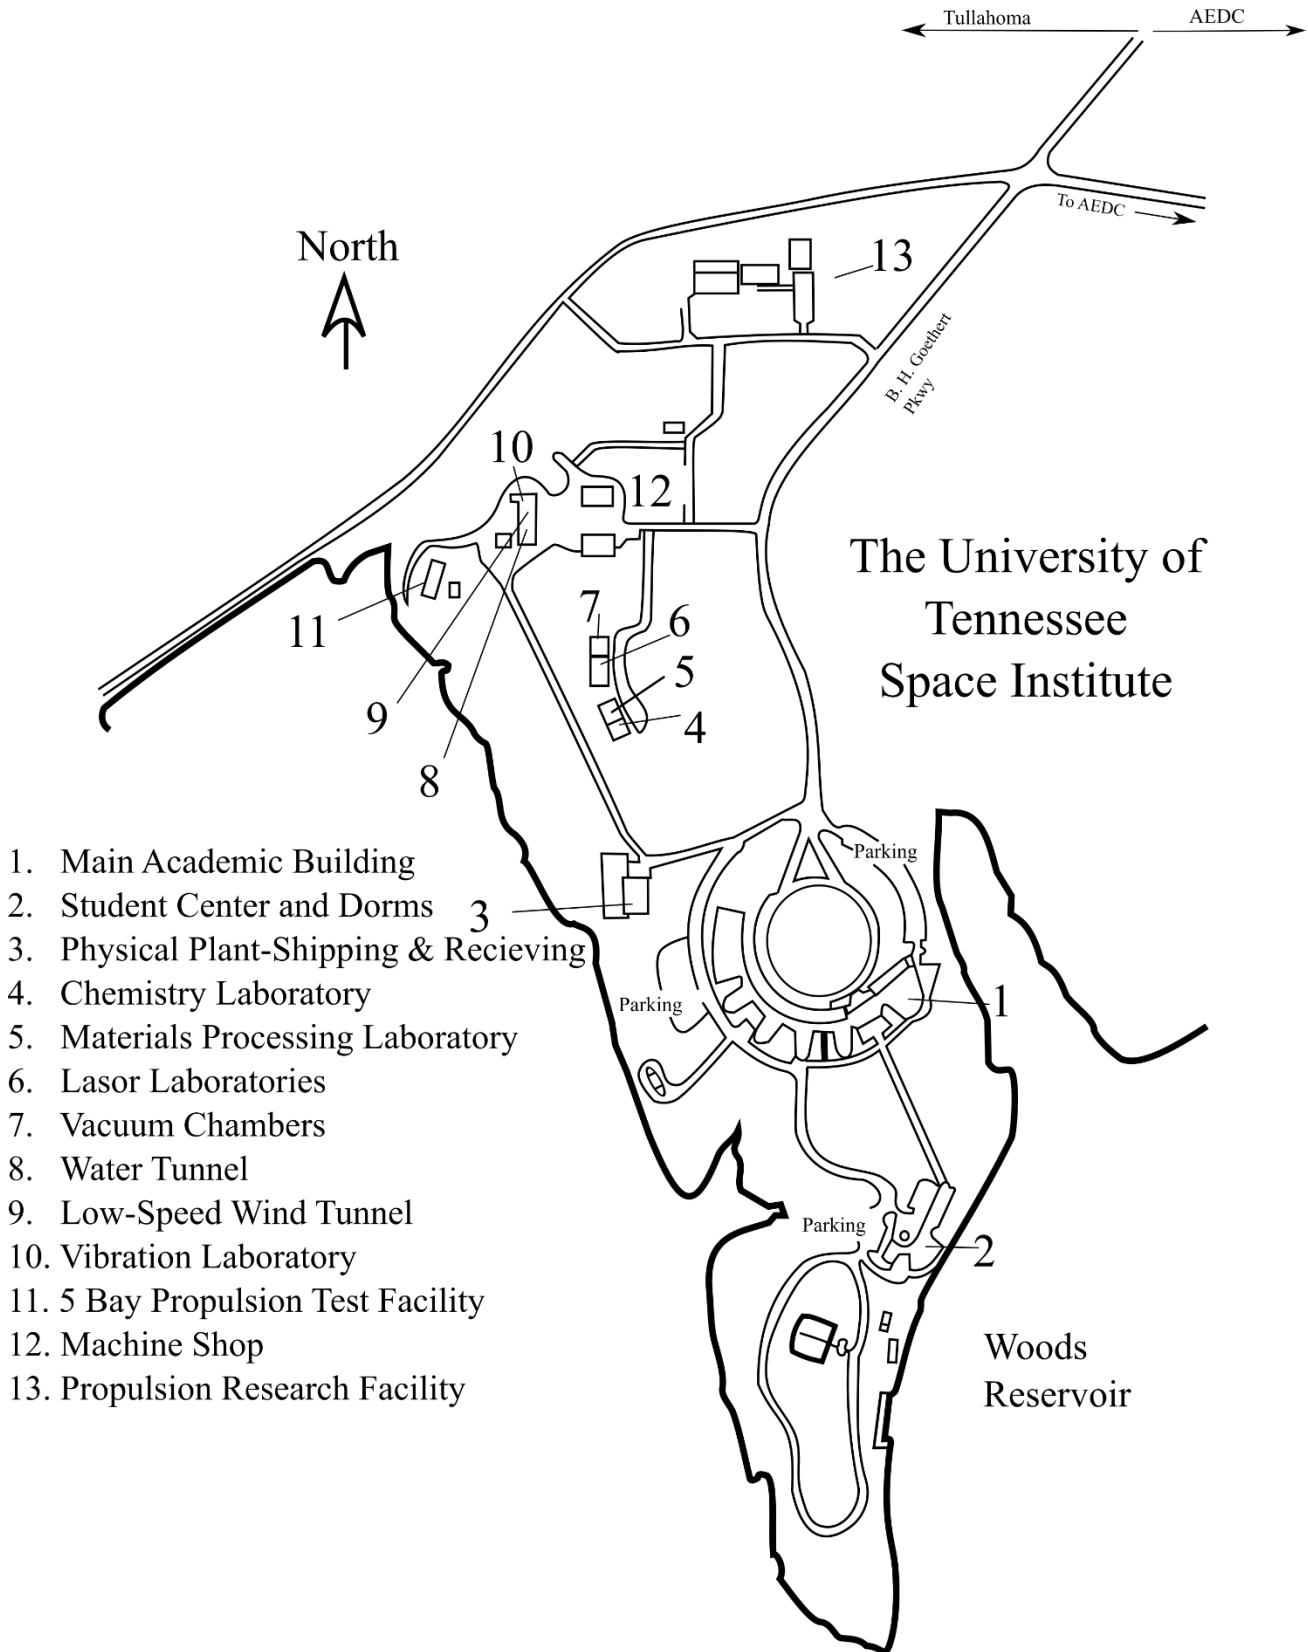 Tullahoma
AEDC
To AEDC
North
13
B. H. Goethert
Pkwy
10
12
The University of
Tennessee
Space Institute
11
7
6
5
4
9
8
Parking
3
Parking
1
Parking
2
1. Main Academic Building
2. Student Center and Dorms
3. Physical Plant-Shipping & Recieving
4. Chemistry Laboratory
5. Materials Processing Laboratory
6. Lasor Laboratories
7. Vacuum Chambers
8. Water Tunnel
9. Low-Speed Wind Tunnel
10. Vibration Laboratory
11. 5 Bay Propulsion Test Facility
12. Machine Shop
13. Propulsion Research Facility
Woods
Reservoir